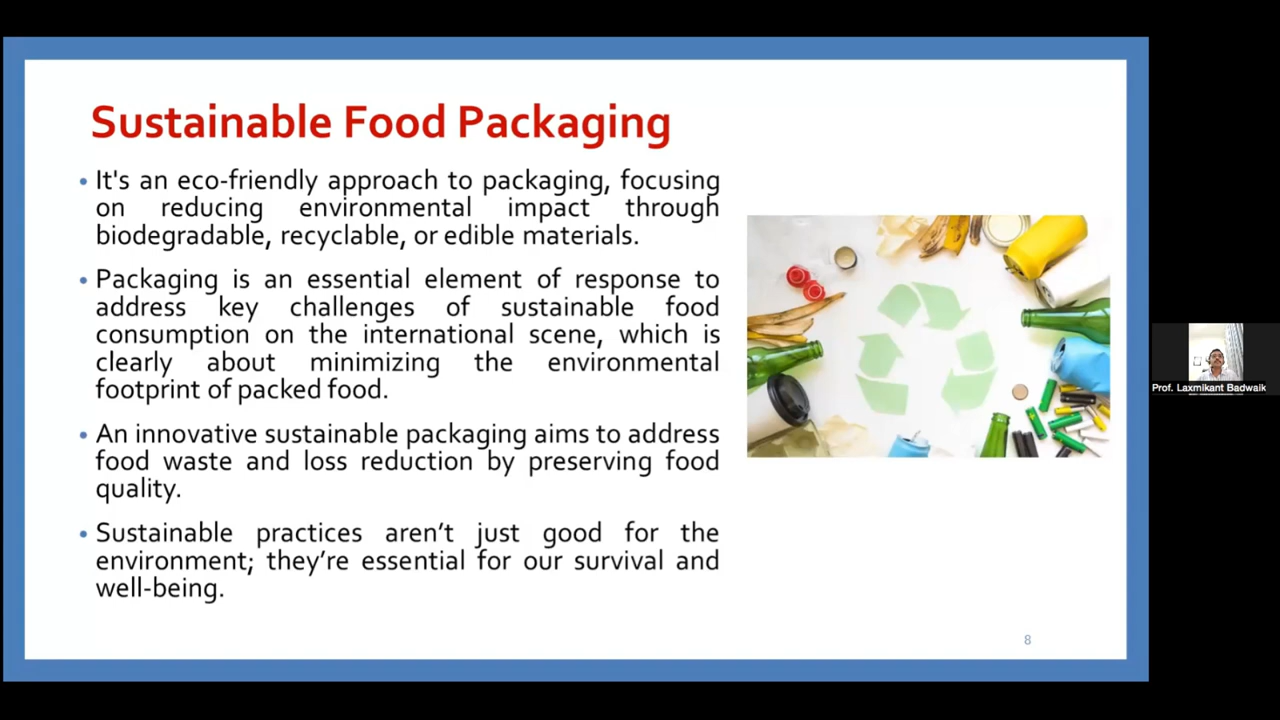 Sustainable Food Packaging
• It's an eco-friendly approach to packaging, focusing
on reducing environmental impact through
biodegradable, recyclable, or edible materials.
• Packaging is an essential element of response to
address key challenges of sustainable food
consumption on the international scene, which is
clearly about minimizing the environmental
footprint of packed food.
• An innovative sustainable packaging aims to address
food waste and loss reduction by preserving food
quality.
• Sustainable practices aren’t just good for the
environment; they’re essential for our survival and
well-being.
Prof. Laxmikant Badwaik
8